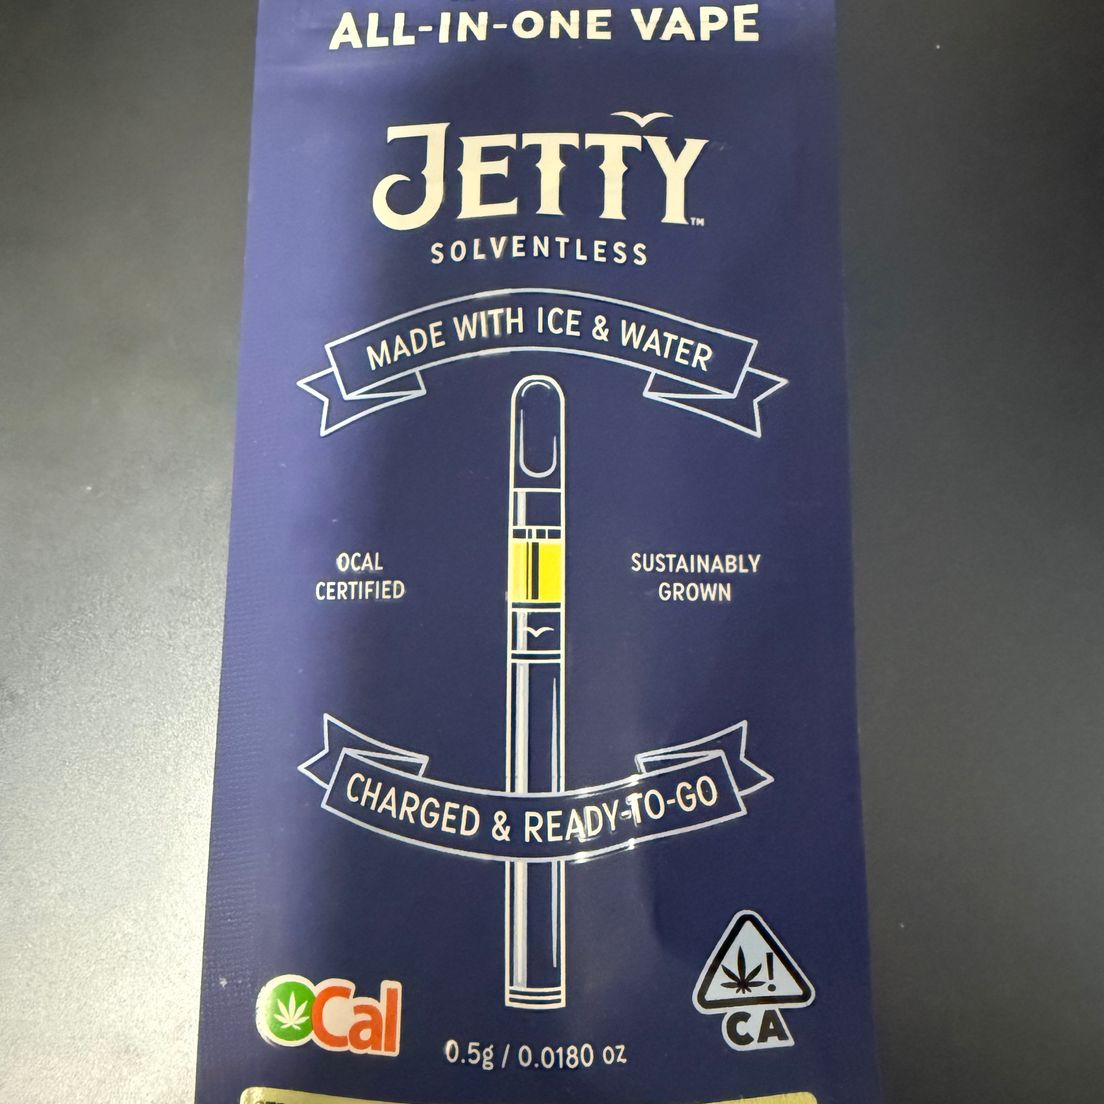 ALL-IN-ONE VAPE
JETTY™
SOLVENTLESS
MADE WITH ICE & WATER
OCAL
CERTIFIED
SUSTAINABLY
GROWN
CHARGED & READY-TO-GO
OCal
!
CA
0.5g / 0.0180 oz